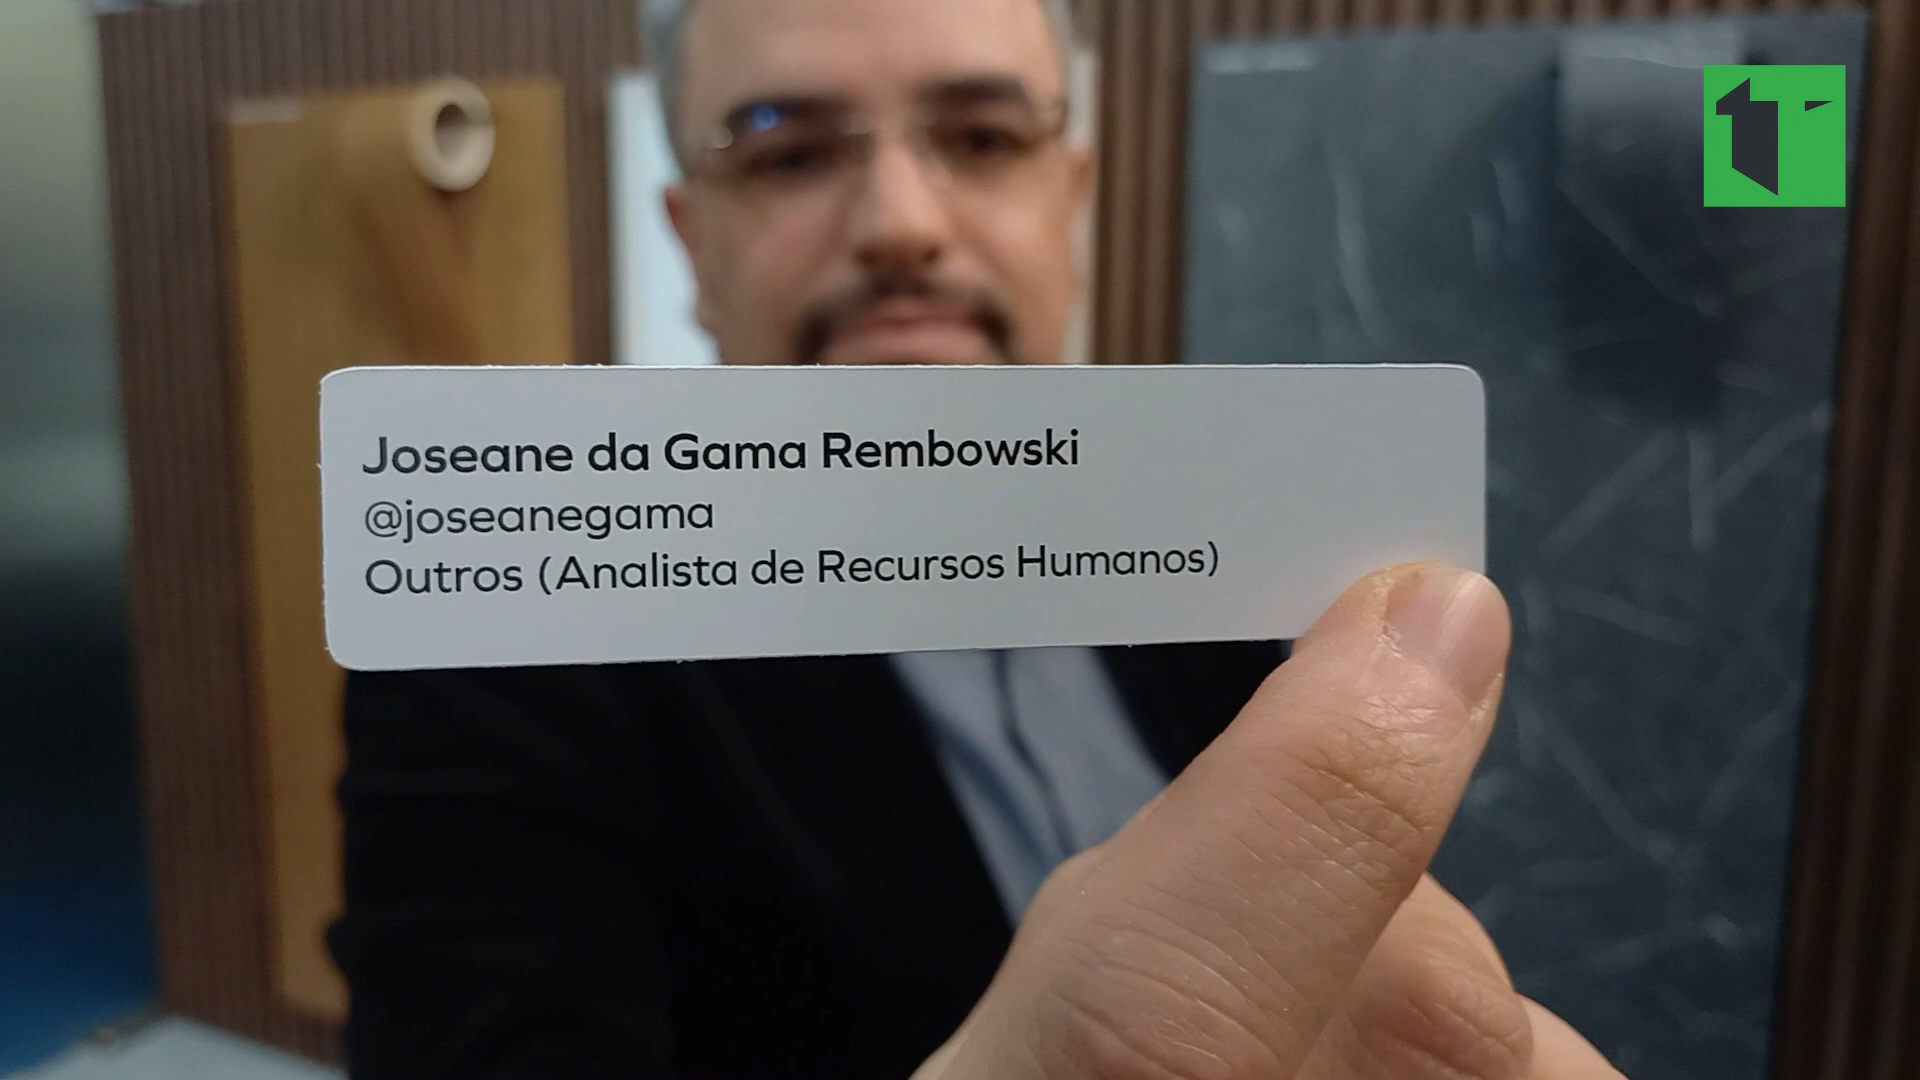 Joseane da Gama Rembowski
@joseanegama
Outros (Analista de Recursos Humanos)